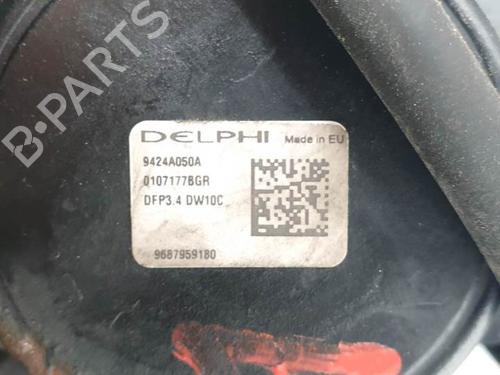 B-PARTS
DELPHI Made in EU
9424A050A
0107177BGR
DFP3.4 DW10C
9687959180